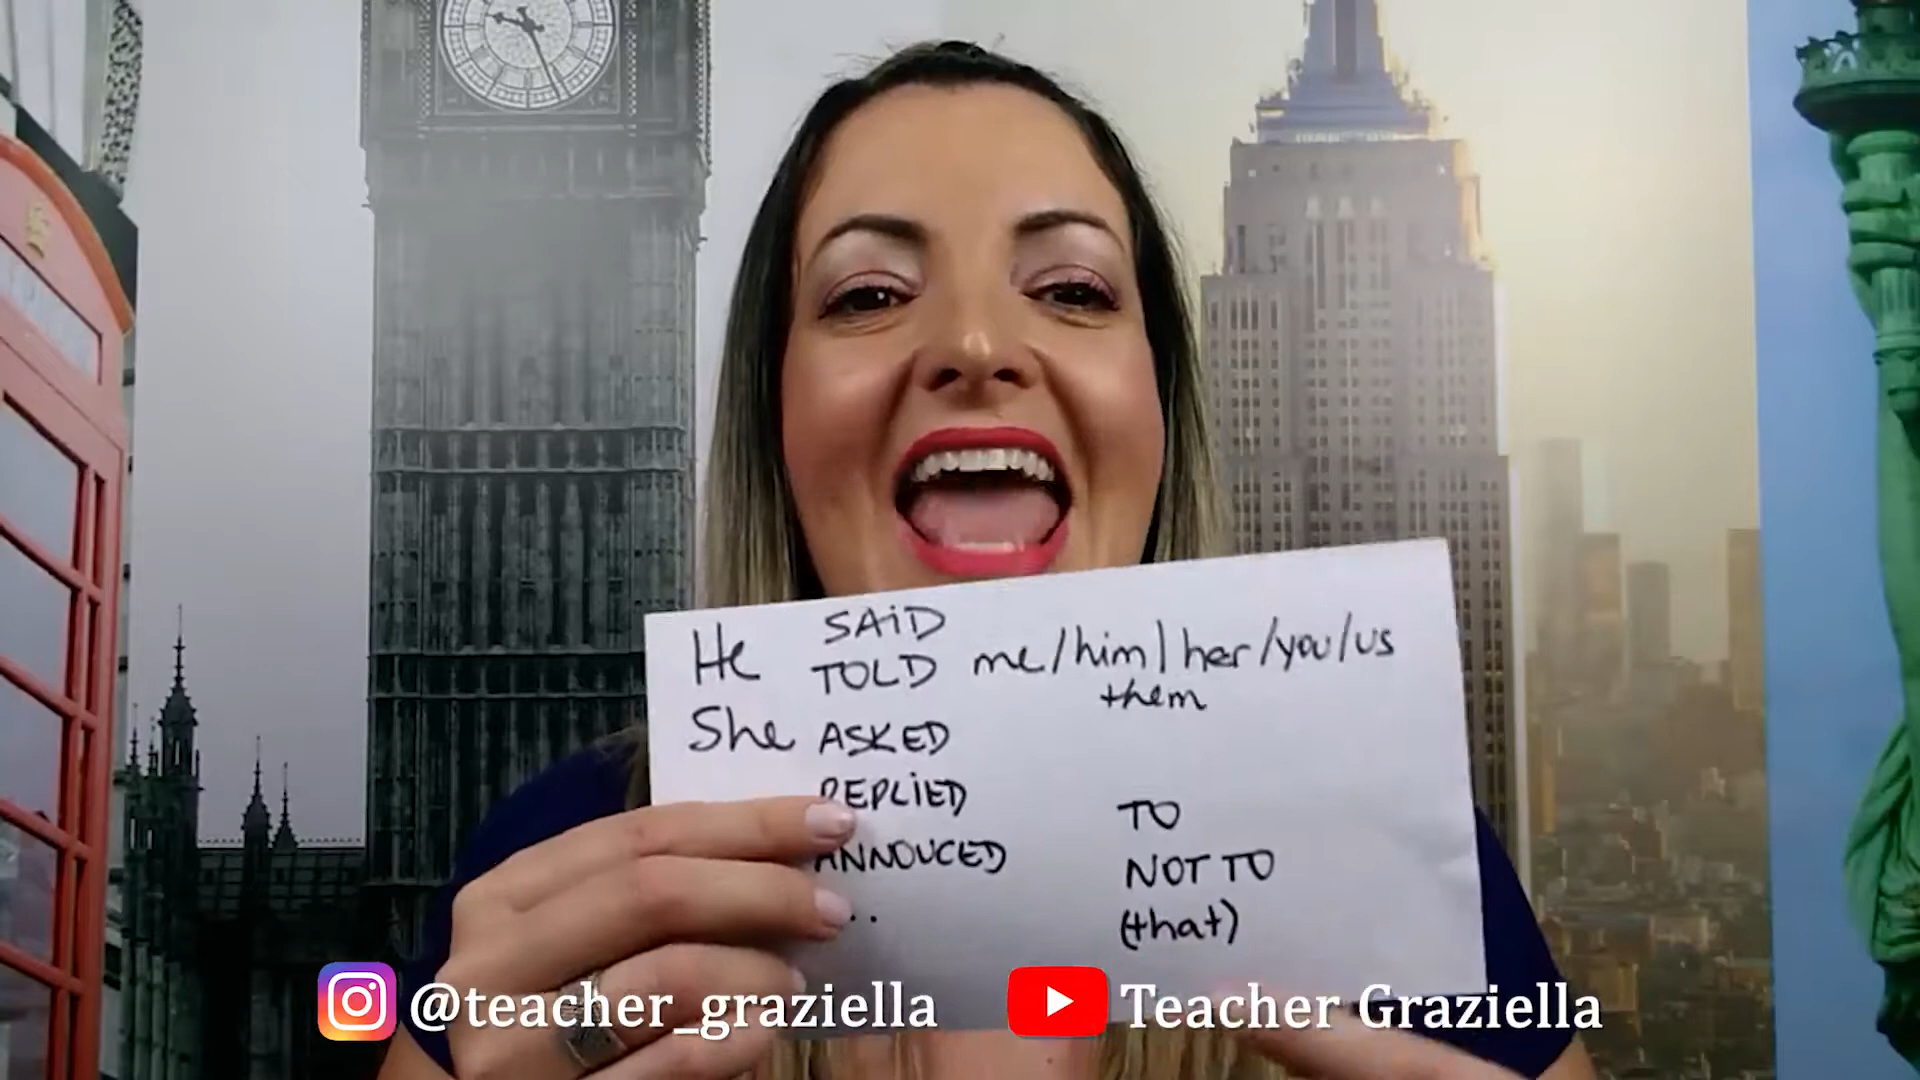 He SAiD
TOLD me/him/her/you/us
them
She ASKED
REPLiED
TO
ANNOUCED
NOT TO
...
(that)
@teacher_graziella
Teacher Graziella